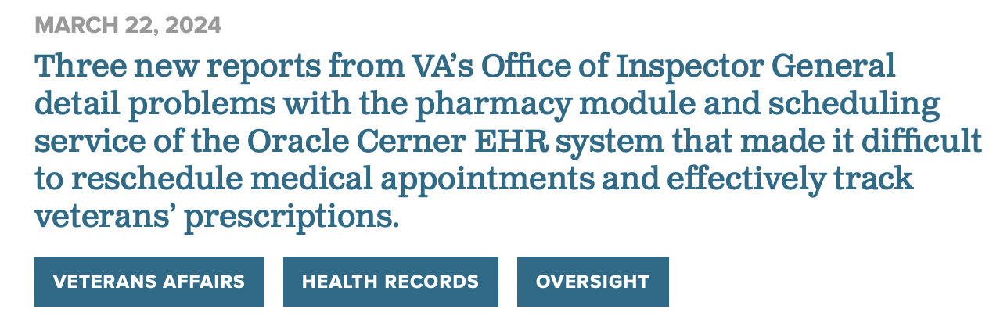 MARCH 22, 2024
Three new reports from VA’s Office of Inspector General
detail problems with the pharmacy module and scheduling
service of the Oracle Cerner EHR system that made it difficult
to reschedule medical appointments and effectively track
veterans’ prescriptions.
VETERANS AFFAIRS HEALTH RECORDS OVERSIGHT